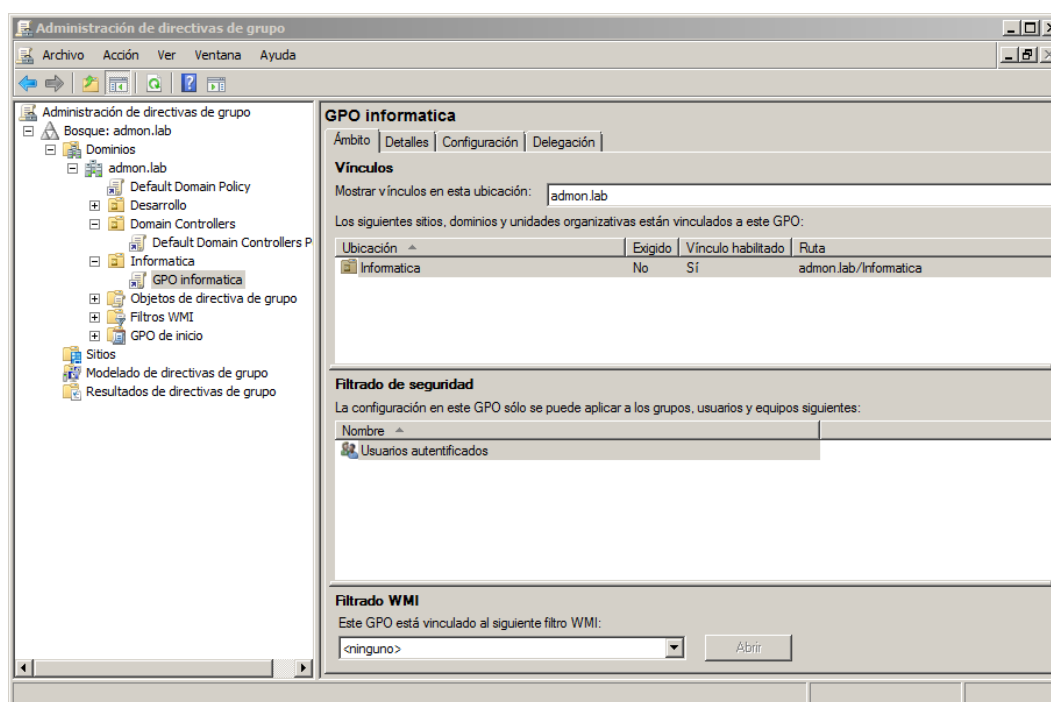 Administración de directivas de grupo
Archivo Acción Ver Ventana Ayuda
Administración de directivas de grupo
Bosque: admon.lab
Dominios
admon.lab
Default Domain Policy
Desarrollo
Domain Controllers
Default Domain Controllers P
Informatica
GPO informatica
Objetos de directiva de grupo
Filtros WMI
GPO de inicio
Sitios
Modelado de directivas de grupo
Resultados de directivas de grupo
GPO informatica
Ámbito Detalles Configuración Delegación
Vínculos
Mostrar vínculos en esta ubicación: admon.lab
Los siguientes sitios, dominios y unidades organizativas están vinculados a este GPO:
Ubicación Exigido Vínculo habilitado Ruta
Informatica No Sí admon.lab/Informatica
Filtrado de seguridad
La configuración en este GPO sólo se puede aplicar a los grupos, usuarios y equipos siguientes:
Nombre
Usuarios autentificados
Filtrado WMI
Este GPO está vinculado al siguiente filtro WMI:
<ninguno> Abrir